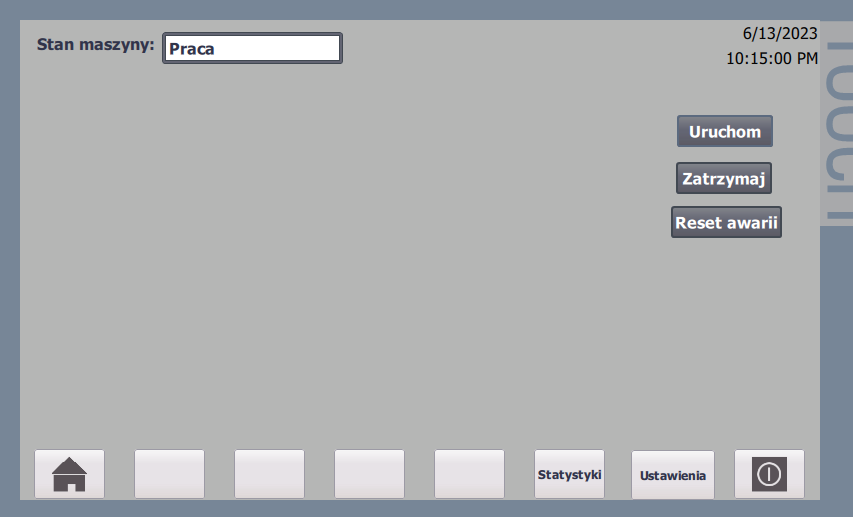 Stan maszyny: Praca
6/13/2023
10:15:00 PM
Uruchom
Zatrzymaj
Reset awarii
Statystyki
Ustawienia